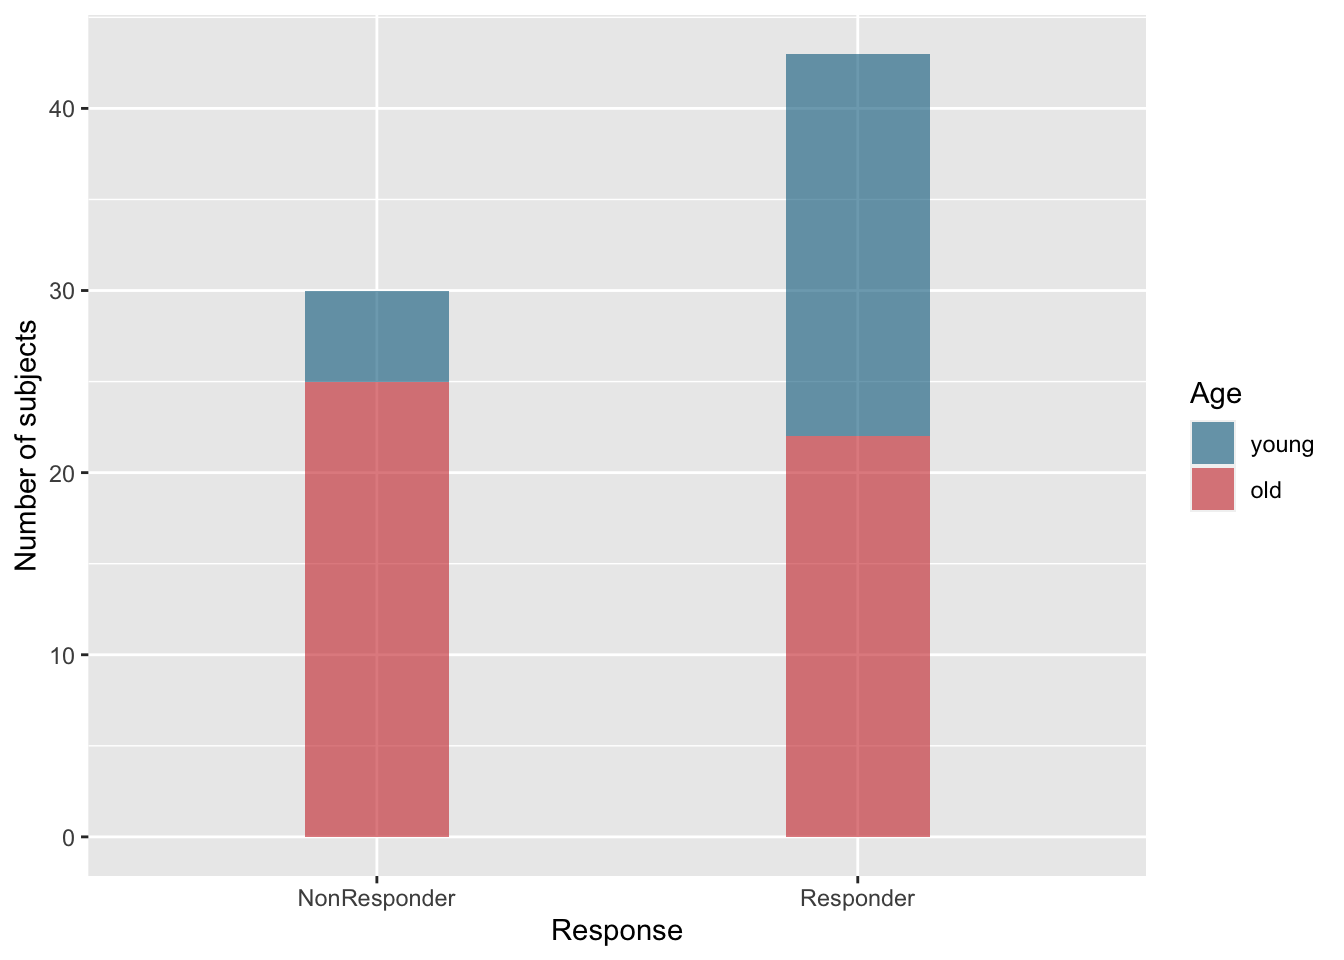 40
30
20
10
0
Number of subjects
NonResponder
Responder
Response
Age
young
old